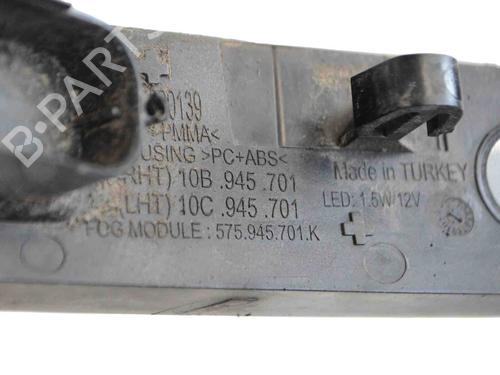 0139
>PMMA<
USING >PC+ABS<
(RHT) 10B .945 .701
(LHT) 10C .945 .701
FCG MODULE : 575.945.701.K
Made in TURKEY
LED: 1.5W/12V
B-PARTS